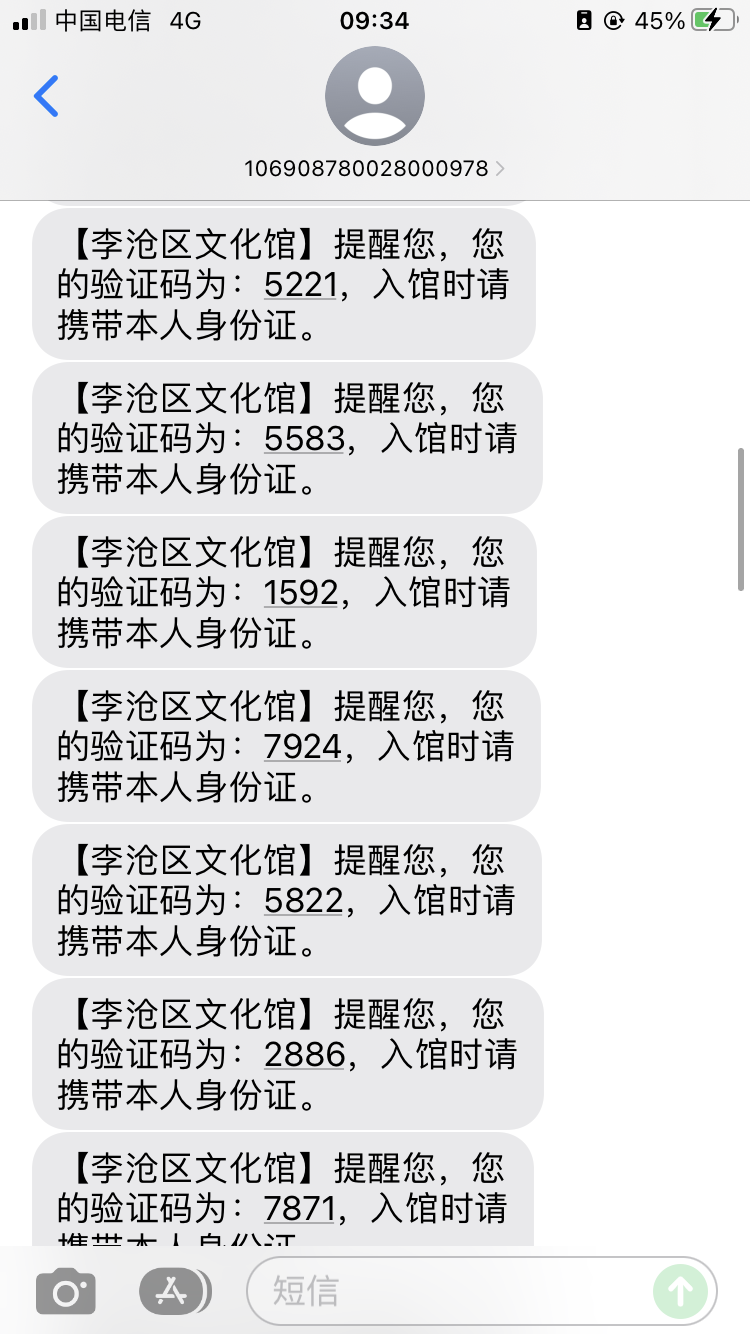 中国电信 4G 09:34 45%
106908780028000978
【李沧区文化馆】提醒您，您
的验证码为：5221，入馆时请
携带本人身份证。
【李沧区文化馆】提醒您，您
的验证码为：5583，入馆时请
携带本人身份证。
【李沧区文化馆】提醒您，您
的验证码为：1592，入馆时请
携带本人身份证。
【李沧区文化馆】提醒您，您
的验证码为：7924，入馆时请
携带本人身份证。
【李沧区文化馆】提醒您，您
的验证码为：5822，入馆时请
携带本人身份证。
【李沧区文化馆】提醒您，您
的验证码为：2886，入馆时请
携带本人身份证。
【李沧区文化馆】提醒您，您
的验证码为：7871，入馆时请
携带本人身份证
短信